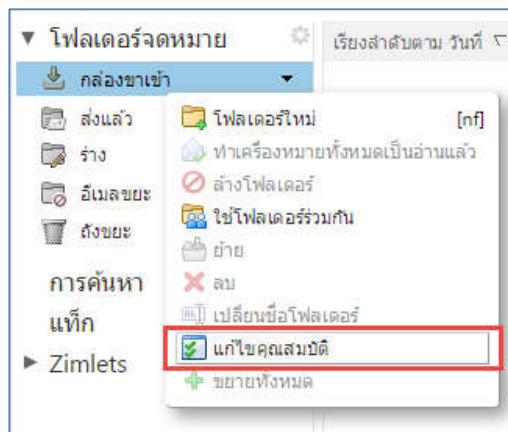 โฟลเดอร์จดหมาย
เรียงลำดับตาม วันที่
กล่องขาเข้า
ส่งแล้ว
ร่าง
อีเมลขยะ
ถังขยะ
การค้นหา
แท็ก
Zimlets
โฟลเดอร์ใหม่ [nf]
ทำเครื่องหมายทั้งหมดเป็นอ่านแล้ว
ล้างโฟลเดอร์
ใช้โฟลเดอร์ร่วมกัน
ย้าย
ลบ
เปลี่ยนชื่อโฟลเดอร์
แก้ไขคุณสมบัติ
ขยายทั้งหมด